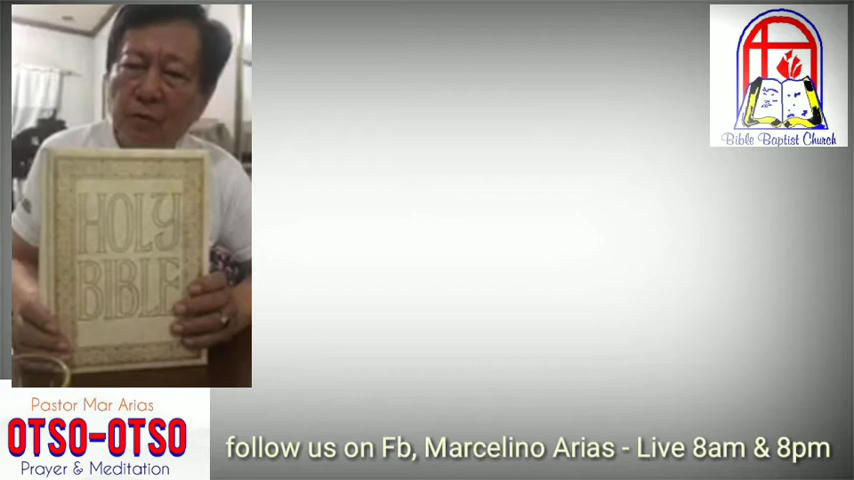 HOLY
BIBLE
Bible Baptist Church
Pastor Mar Arias
OTSO-OTSO
Prayer & Meditation
follow us on Fb, Marcelino Arias - Live 8am & 8pm